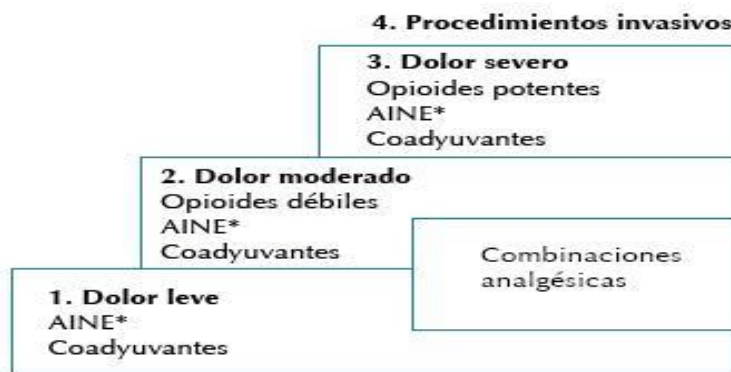 4. Procedimientos invasivos
3. Dolor severo
Opioides potentes
AINE*
Coadyuvantes
2. Dolor moderado
Opioides débiles
AINE*
Coadyuvantes
Combinaciones
analgésicas
1. Dolor leve
AINE*
Coadyuvantes